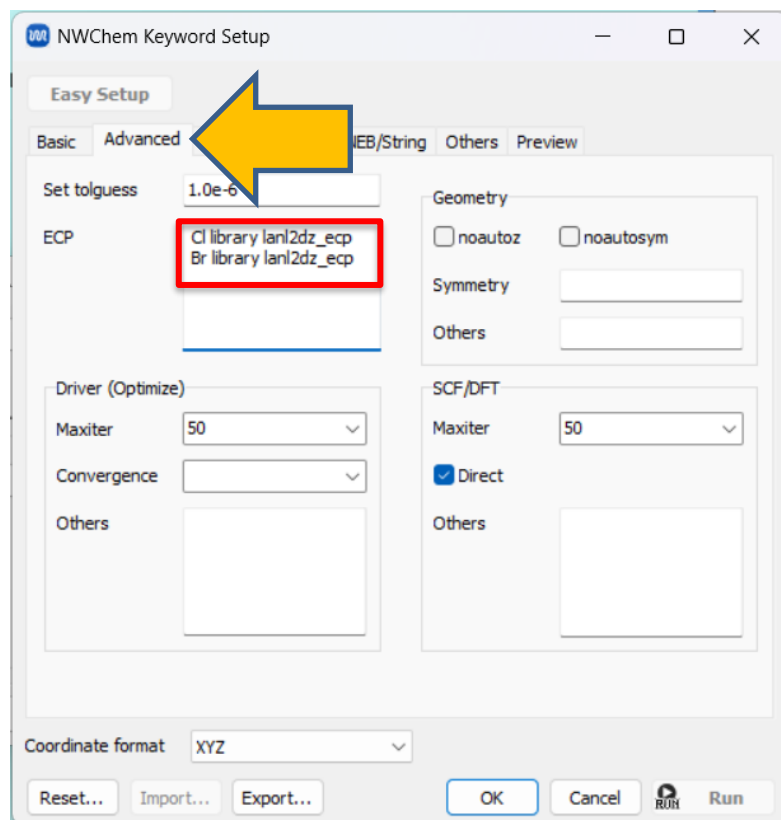 NWChem Keyword Setup
Easy Setup
Basic Advanced NEB/String Others Preview
Set tolguess 1.0e-6
ECP
Cl library lanl2dz_ecp
Br library lanl2dz_ecp
Geometry
noautoz noautosym
Symmetry
Others
Driver (Optimize)
Maxiter 50
Convergence
Others
SCF/DFT
Maxiter 50
Direct
Others
Coordinate format XYZ
Reset... Import... Export... OK Cancel RUN Run